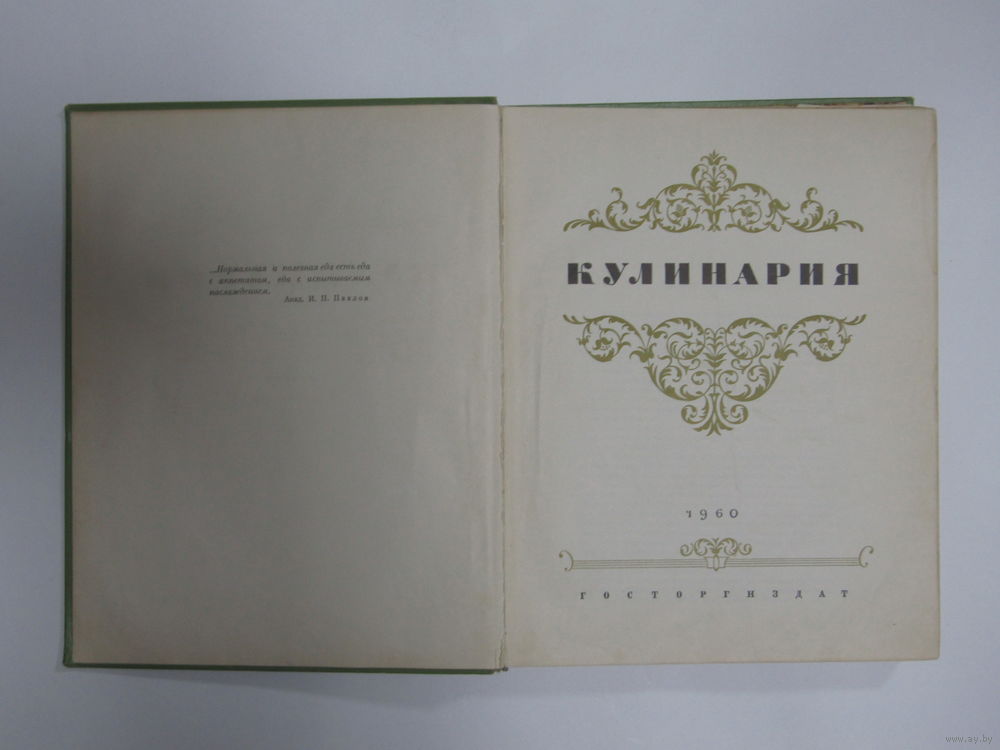 ...Нормальная и полезная еда есть еда
с аппетитом, еда с испытываемым
наслаждением.
Акад. И. П. Павлов
КУЛИНАРИЯ
1960
ГОСТОРГИЗДАТ
www.ay.by